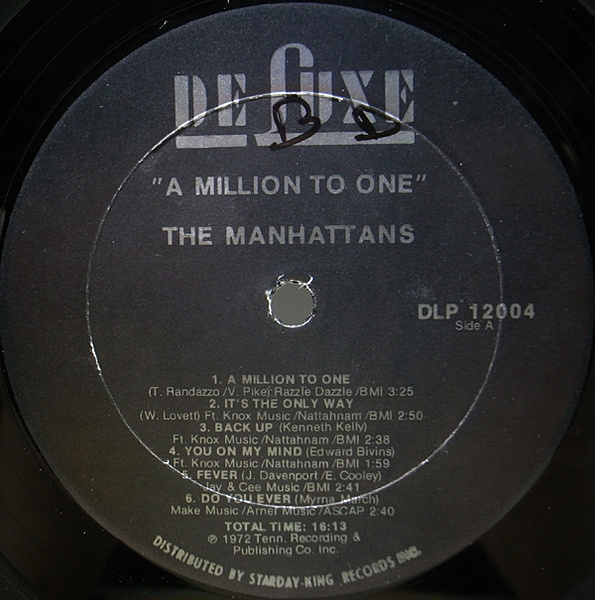 DELUXE
B D
"A MILLION TO ONE"
THE MANHATTANS
DLP 12004
Side A
1. A MILLION TO ONE
(T. Randazzo/V. Pike) Razzle Dazzle/BMI 3:25
2. IT'S THE ONLY WAY
(W. Lovett) Ft. Knox Music/Nattahnam/BMI 2:50
3. BACK UP (Kenneth Kelly)
Ft. Knox Music/Nattahnam/BMI 2:38
4. YOU ON MY MIND (Edward Bivins)
Ft. Knox Music/Nattahnam/BMI 1:59
5. FEVER (J. Davenport/E. Cooley)
Jay & Cee Music/BMI 2:41
6. DO YOU EVER (Myrna March)
Make Music/Arnel Music/ASCAP 2:40
TOTAL TIME: 16:13
℗ 1972 Tenn. Recording &
Publishing Co. Inc.
DISTRIBUTED BY STARDAY-KING RECORDS INC.